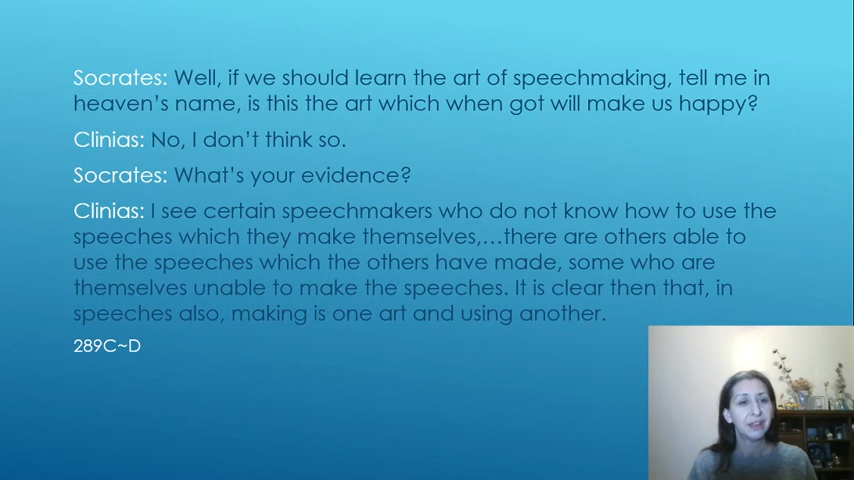 Socrates: Well, if we should learn the art of speechmaking, tell me in
heaven's name, is this the art which when got will make us happy?
Clinias: No, I don't think so.
Socrates: What's your evidence?
Clinias: I see certain speechmakers who do not know how to use the
speeches which they make themselves,...there are others able to
use the speeches which the others have made, some who are
themselves unable to make the speeches. It is clear then that, in
speeches also, making is one art and using another.
289C~D